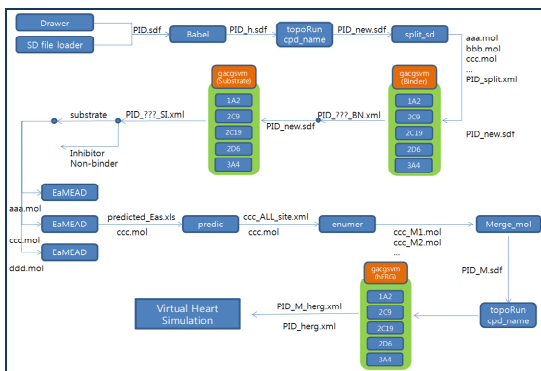 Drawer
SD file loader
PID.sdf
Babel
PID_h.sdf
topoRun
cpd_name
PID_new.sdf
split_sd
aaa.mol
bbb.mol
ccc.mol
...
PID_split.xml
PID_new.sdf
gacgsvm
(Binder)
1A2
2C9
2C19
2D6
3A4
PID_???_BN.xml
PID_new.sdf
gacgsvm
(Substrate)
1A2
2C9
2C19
2D6
3A4
PID_???_SI.xml
substrate
Inhibitor
Non-binder
EaMEAD
aaa.mol
EaMEAD
ccc.mol
EaMEAD
ddd.mol
predicted_Eas.xls
ccc.mol
predic
ccc_ALL_site.xml
ccc.mol
enumer
ccc_M1.mol
ccc_M2.mol
...
Merge_mol
PID_M.sdf
topoRun
cpd_name
gacgsvm
(hERG)
1A2
2C9
2C19
2D6
3A4
PID_M_herg.xml
PID_herg.xml
Virtual Heart
Simulation